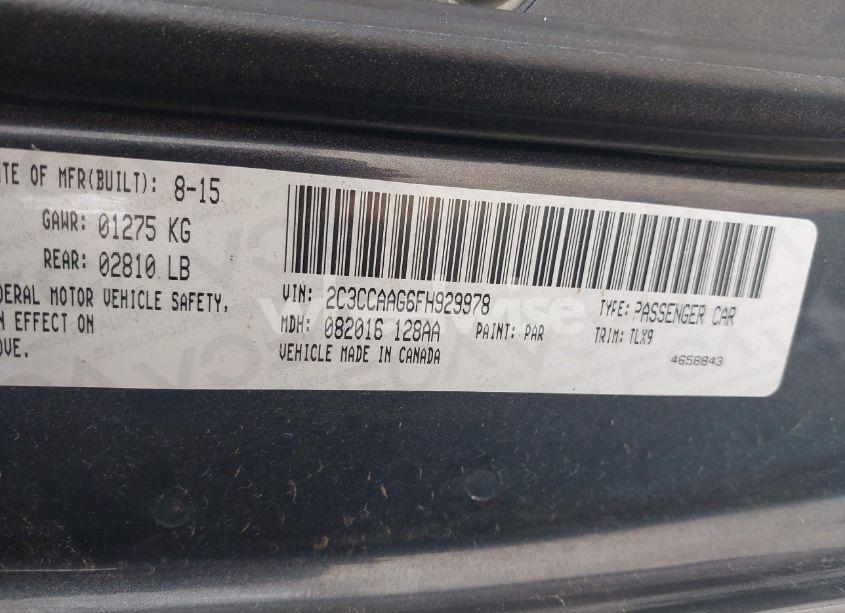 ATE OF MFR(BUILT): 8-15
GAWR: 01275 KG
REAR: 02810 LB
DERAL MOTOR VEHICLE SAFETY,
N EFFECT ON
OVE.
VIN: 2C3CCAAG6FH929978
TYPE: PASSENGER CAR
MDH: 082016 128AA
PAINT: PAR
TRIM: TLX9
VEHICLE MADE IN CANADA
4658843